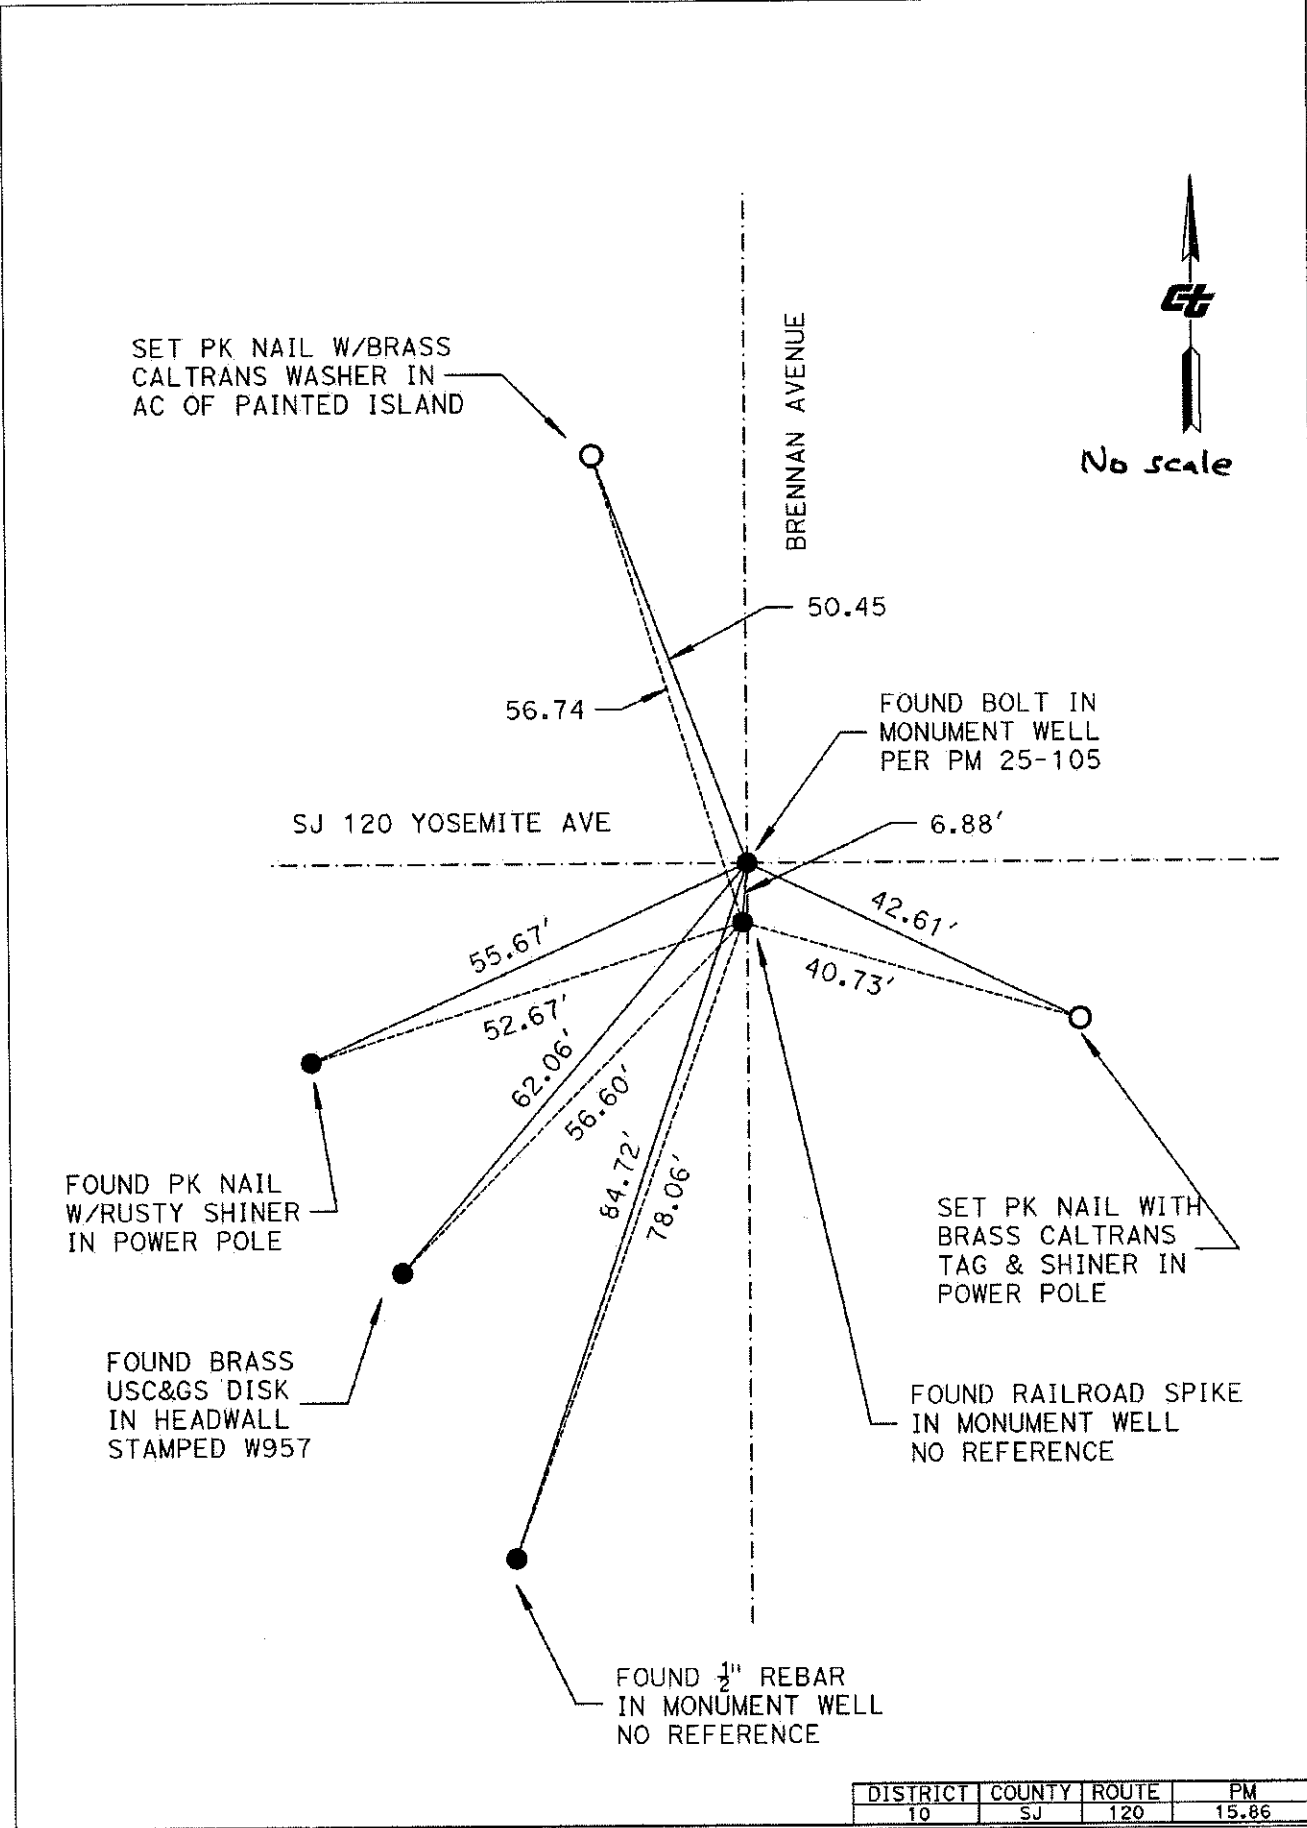 SET PK NAIL W/BRASS
CALTRANS WASHER IN
AC OF PAINTED ISLAND
BRENNAN AVENUE
Ct
No scale
50.45
56.74
FOUND BOLT IN
MONUMENT WELL
PER PM 25-105
SJ 120 YOSEMITE AVE
6.88'
42.61'
40.73'
55.67'
52.67'
62.06'
56.60'
84.72'
78.06'
FOUND PK NAIL
W/RUSTY SHINER
IN POWER POLE
SET PK NAIL WITH
BRASS CALTRANS
TAG & SHINER IN
POWER POLE
FOUND BRASS
USC&GS DISK
IN HEADWALL
STAMPED W957
FOUND RAILROAD SPIKE
IN MONUMENT WELL
NO REFERENCE
FOUND ½" REBAR
IN MONUMENT WELL
NO REFERENCE
DISTRICT COUNTY ROUTE PM
10 SJ 120 15.86